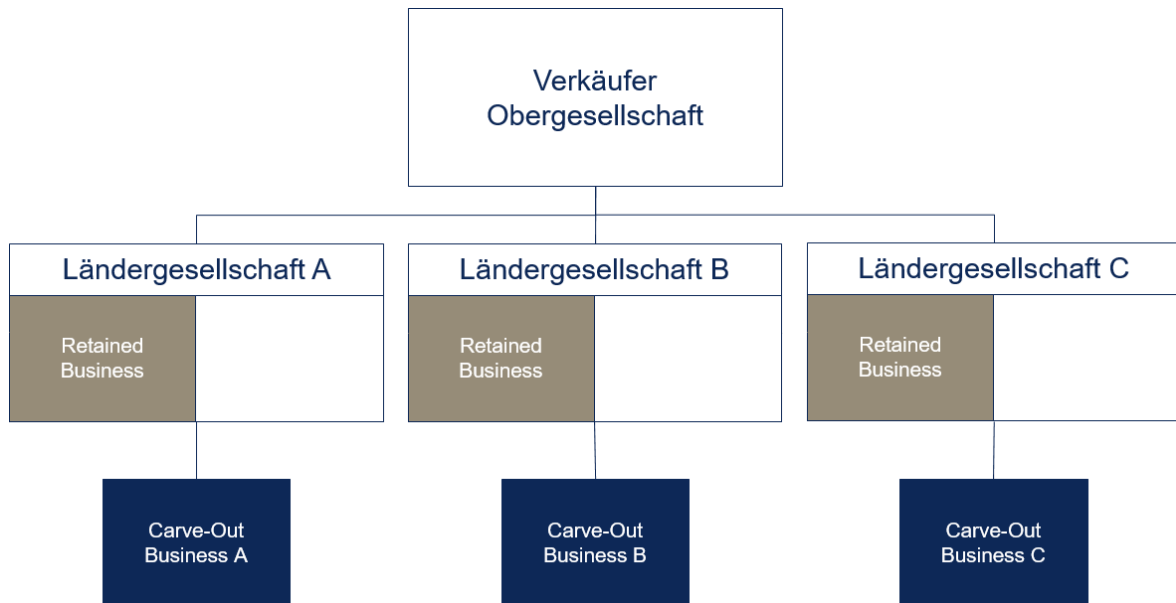 Verkäufer
Obergesellschaft
Ländergesellschaft A
Ländergesellschaft B
Ländergesellschaft C
Retained
Business
Retained
Business
Retained
Business
Carve-Out
Business A
Carve-Out
Business B
Carve-Out
Business C